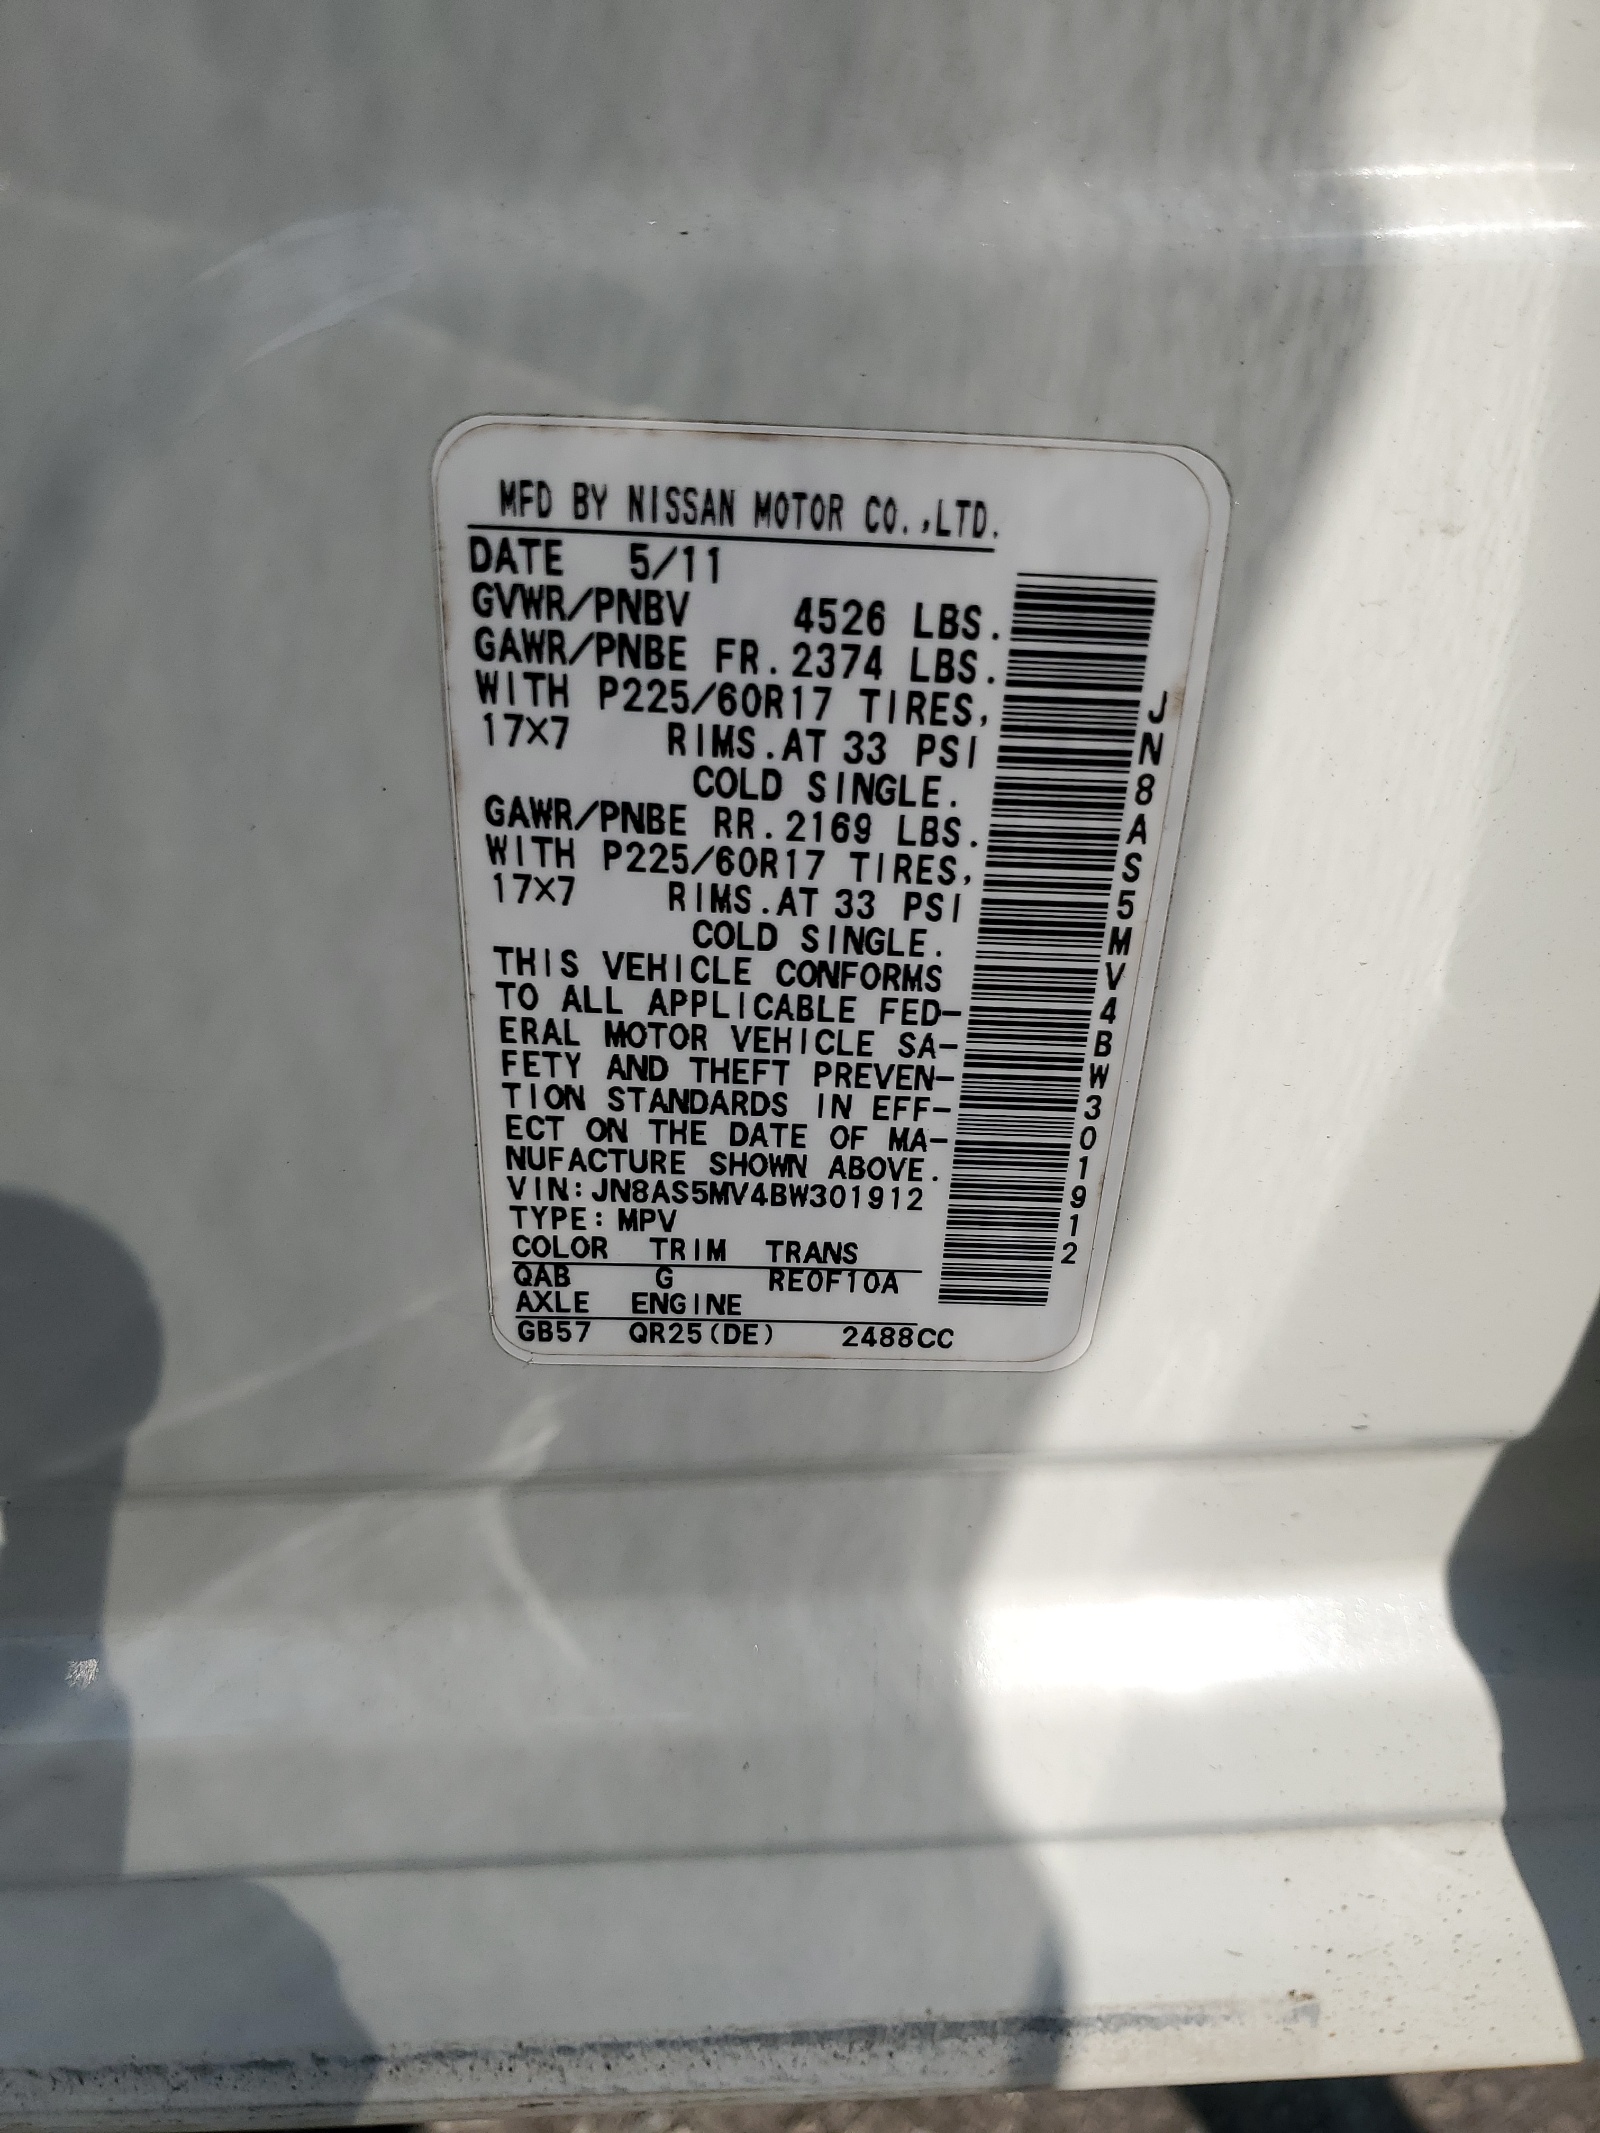 MFD BY NISSAN MOTOR CO.,LTD.
DATE 5/11
GVWR/PNBV 4526 LBS.
GAWR/PNBE FR.2374 LBS.
WITH P225/60R17 TIRES,
17X7 RIMS.AT 33 PSI
COLD SINGLE.
GAWR/PNBE RR.2169 LBS.
WITH P225/60R17 TIRES,
17X7 RIMS.AT 33 PSI
COLD SINGLE.
THIS VEHICLE CONFORMS
TO ALL APPLICABLE FED-
ERAL MOTOR VEHICLE SA-
FETY AND THEFT PREVEN-
TION STANDARDS IN EFF-
ECT ON THE DATE OF MA-
NUFACTURE SHOWN ABOVE.
VIN:JN8AS5MV4BW301912
TYPE:MPV
COLOR TRIM TRANS
QAB G RE0F10A
AXLE ENGINE
GB57 QR25(DE) 2488CC
JN8AS5MV4BW301912